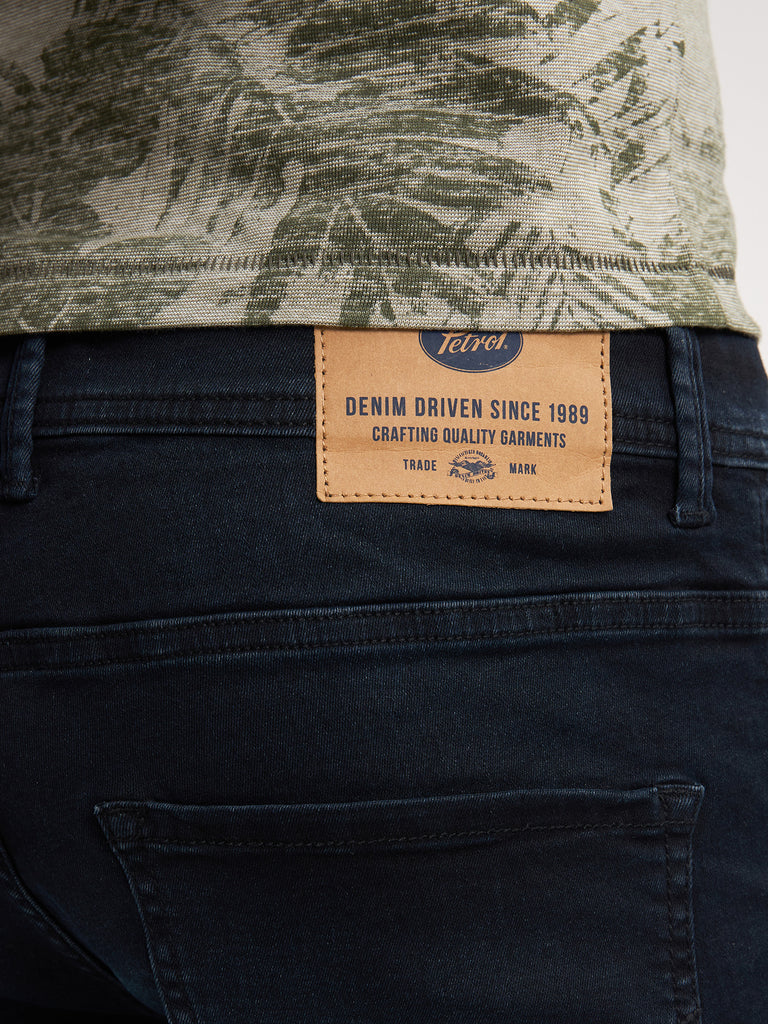 Petrol®
DENIM DRIVEN SINCE 1989
CRAFTING QUALITY GARMENTS
TRADE MARK